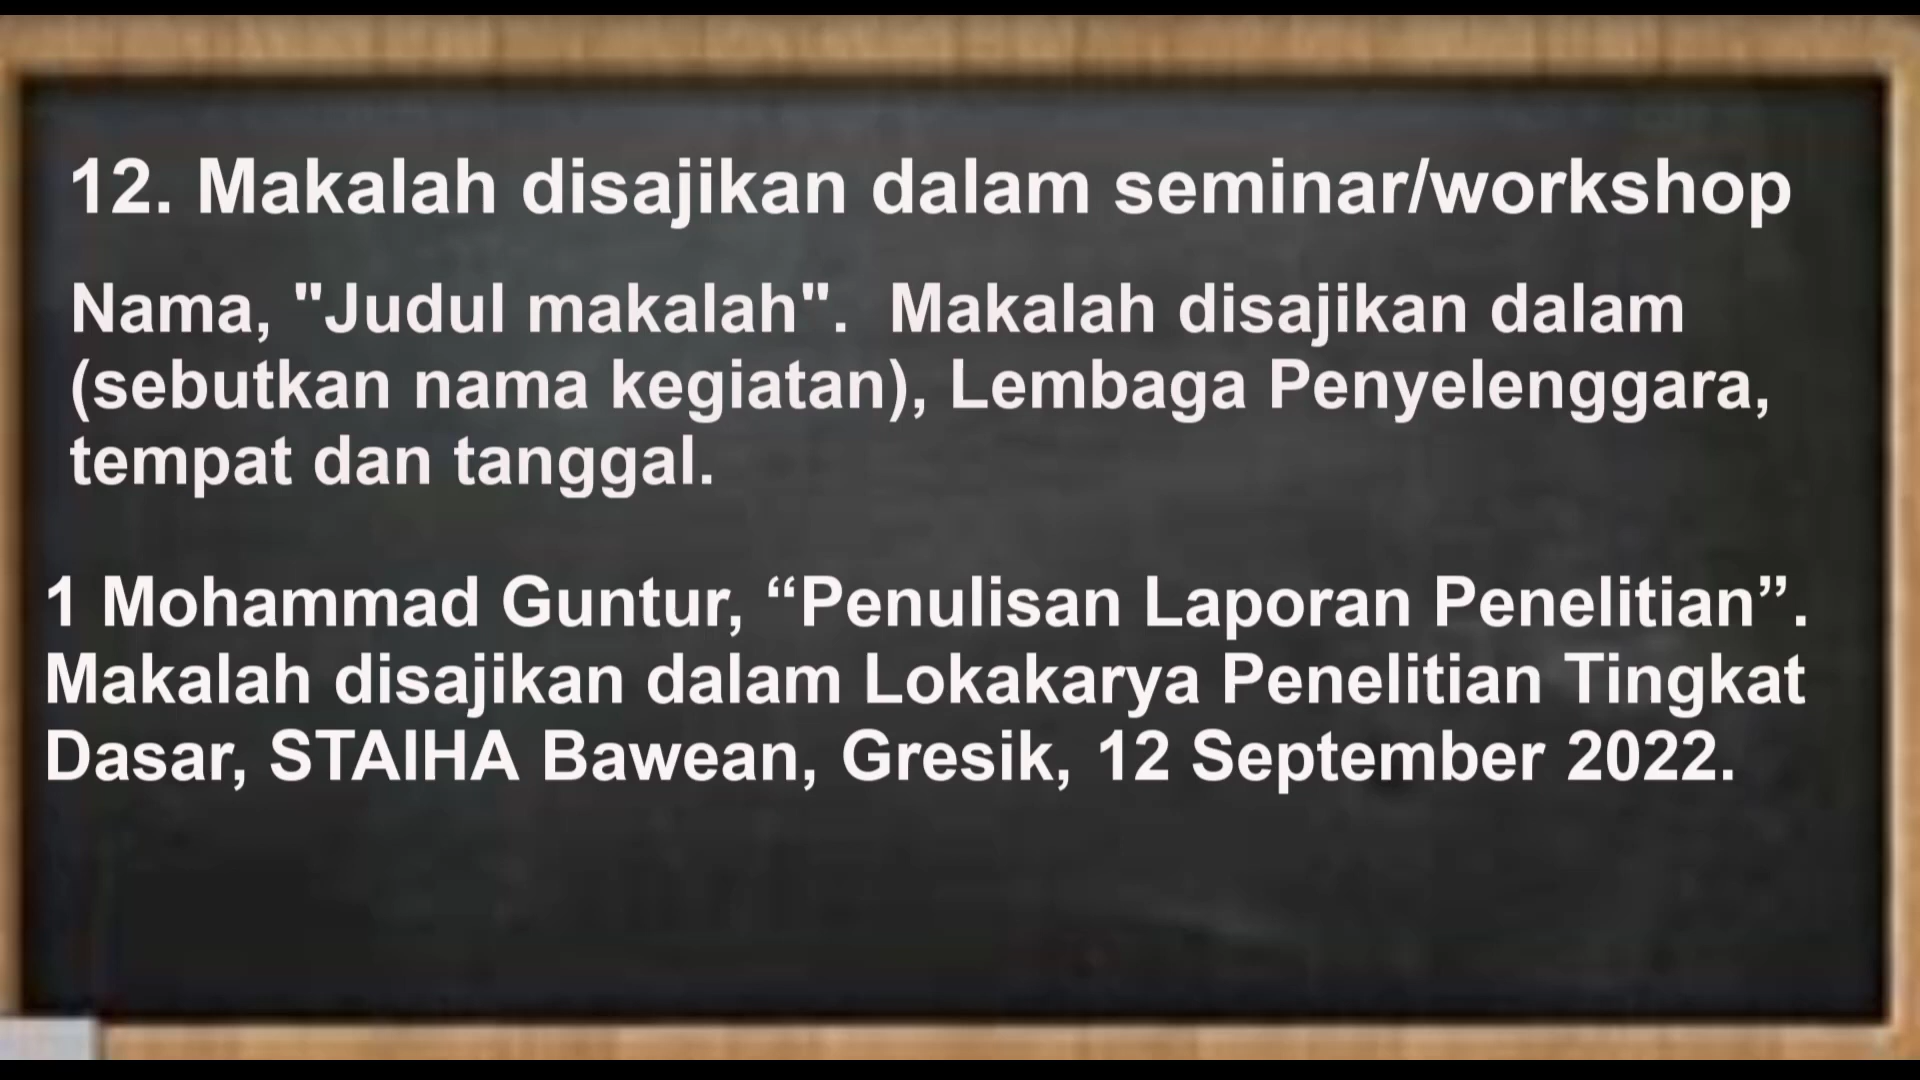 12. Makalah disajikan dalam seminar/workshop
Nama, "Judul makalah".  Makalah disajikan dalam
(sebutkan nama kegiatan), Lembaga Penyelenggara,
tempat dan tanggal.
1 Mohammad Guntur, “Penulisan Laporan Penelitian”.
Makalah disajikan dalam Lokakarya Penelitian Tingkat
Dasar, STAIHA Bawean, Gresik, 12 September 2022.